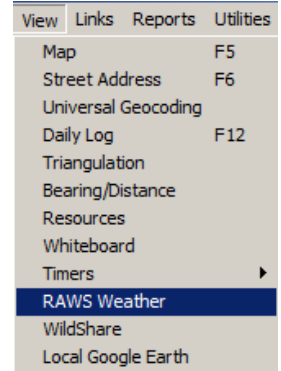 View Links Reports Utilities
Map F5
Street Address F6
Universal Geocoding
Daily Log F12
Triangulation
Bearing/Distance
Resources
Whiteboard
Timers
RAWS Weather
WildShare
Local Google Earth